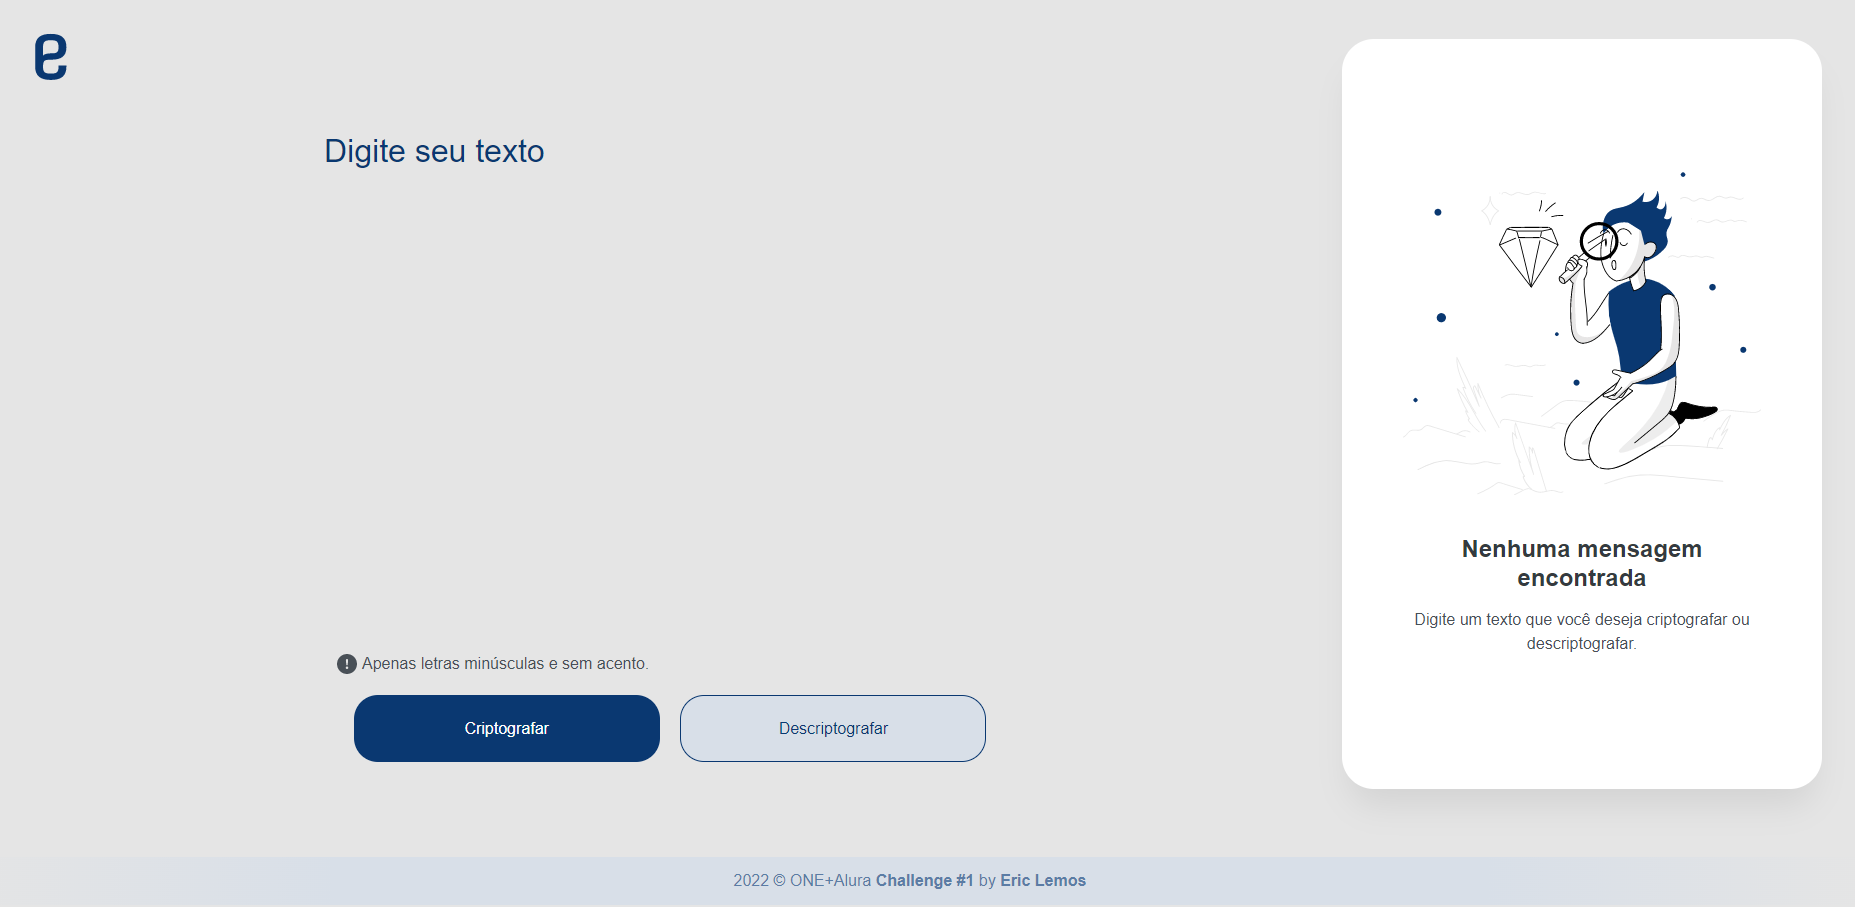 Digite seu texto
Nenhuma mensagem
encontrada
Digite um texto que você deseja criptografar ou
descriptografar.
Apenas letras minúsculas e sem acento.
Criptografar
Descriptografar
2022 © ONE+Alura Challenge #1 by Eric Lemos